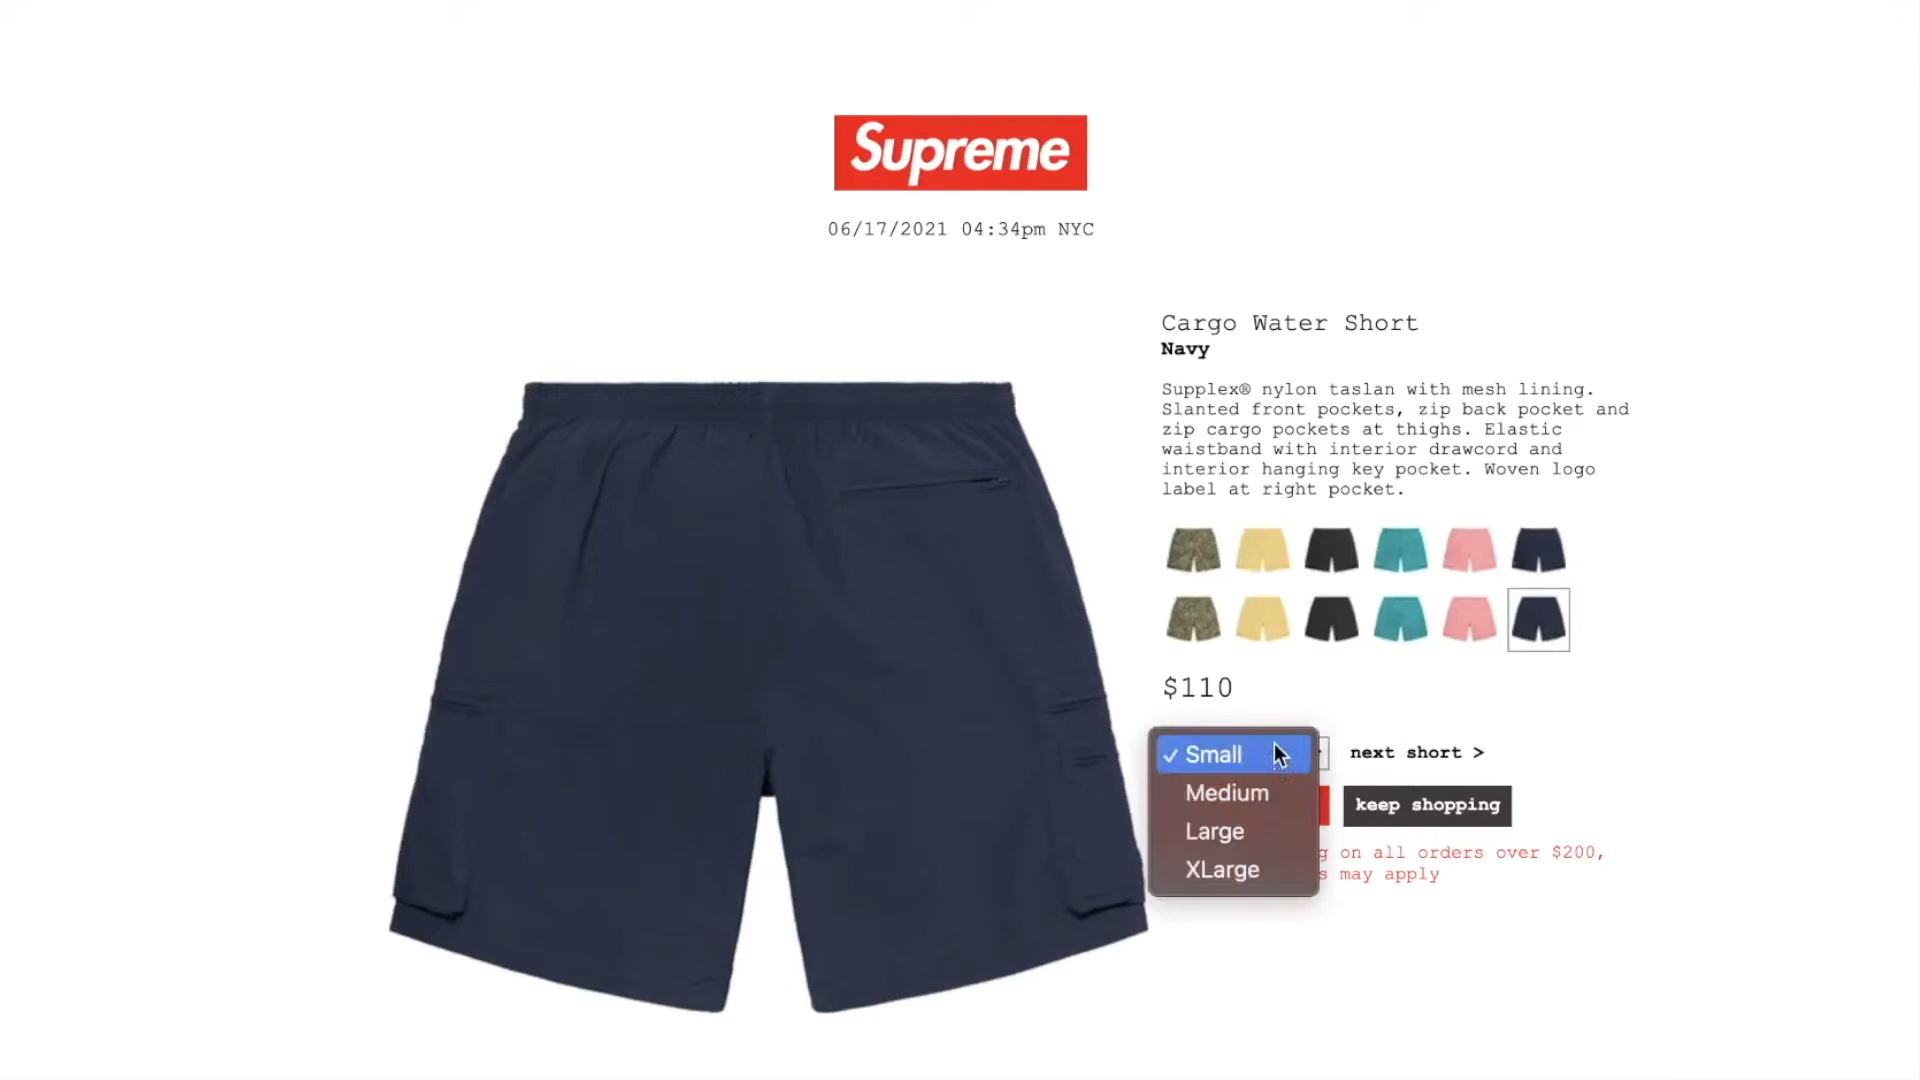 Supreme
06/17/2021 04:34pm NYC
Cargo Water Short
Navy
Supplex® nylon taslan with mesh lining.
Slanted front pockets, zip back pocket and
zip cargo pockets at thighs. Elastic
waistband with interior drawcord and
interior hanging key pocket. Woven logo
label at right pocket.
$110
✓ Small
next short >
Medium
keep shopping
Large
on all orders over $200,
XLarge
may apply